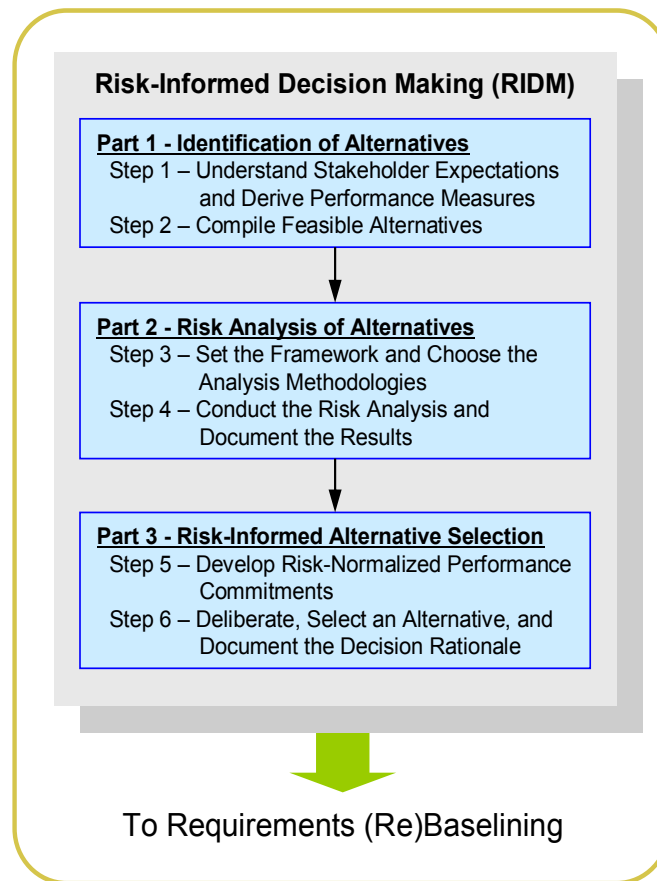 Risk-Informed Decision Making (RIDM)
Part 1 - Identification of Alternatives
Step 1 – Understand Stakeholder Expectations
and Derive Performance Measures
Step 2 – Compile Feasible Alternatives
Part 2 - Risk Analysis of Alternatives
Step 3 – Set the Framework and Choose the
Analysis Methodologies
Step 4 – Conduct the Risk Analysis and
Document the Results
Part 3 - Risk-Informed Alternative Selection
Step 5 – Develop Risk-Normalized Performance
Commitments
Step 6 – Deliberate, Select an Alternative, and
Document the Decision Rationale
To Requirements (Re)Baselining